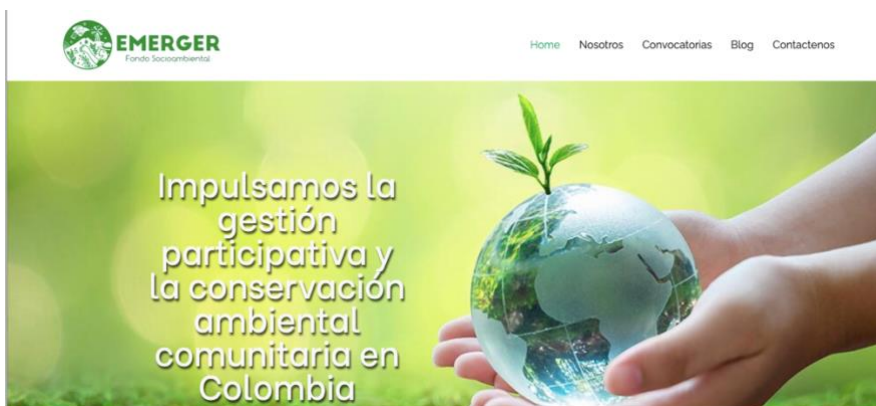 EMERGER
Fondo Socioambiental
Home Nosotros Convocatorias Blog Contactenos
Impulsamos la
gestión
participativa y
la conservación
ambiental
comunitaria en
Colombia